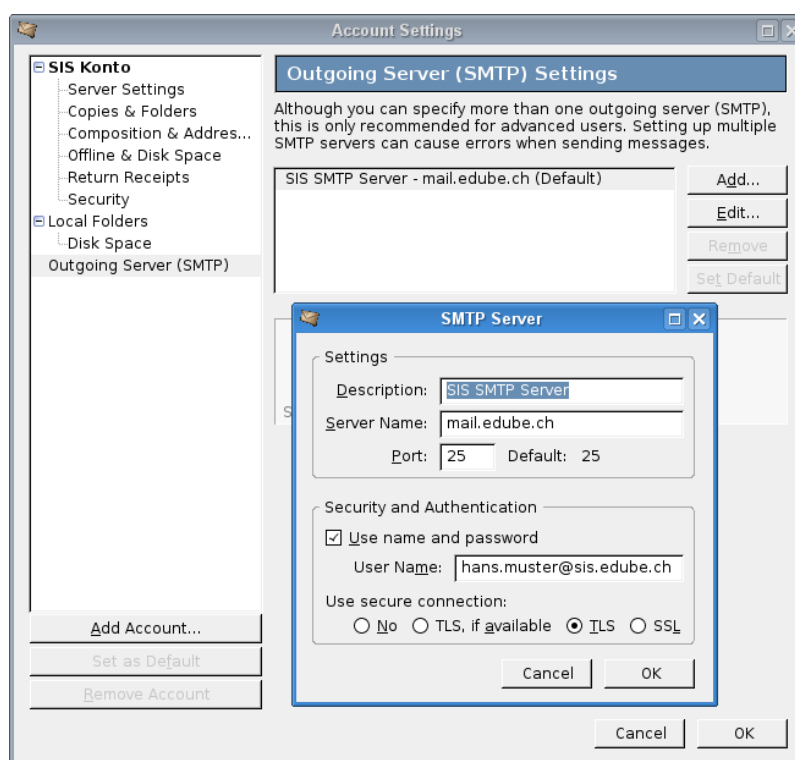 Account Settings
SIS Konto
Server Settings
Copies & Folders
Composition & Addres...
Offline & Disk Space
Return Receipts
Security
Local Folders
Disk Space
Outgoing Server (SMTP)
Add Account...
Set as Default
Remove Account
Outgoing Server (SMTP) Settings
Although you can specify more than one outgoing server (SMTP),
this is only recommended for advanced users. Setting up multiple
SMTP servers can cause errors when sending messages.
SIS SMTP Server - mail.edube.ch (Default)
Add...
Edit...
Remove
Set Default
SMTP Server
Settings
Description: SIS SMTP Server
Server Name: mail.edube.ch
Port: 25 Default: 25
Security and Authentication
Use name and password
User Name: hans.muster@sis.edube.ch
Use secure connection:
No TLS, if available TLS SSL
Cancel OK
Cancel OK